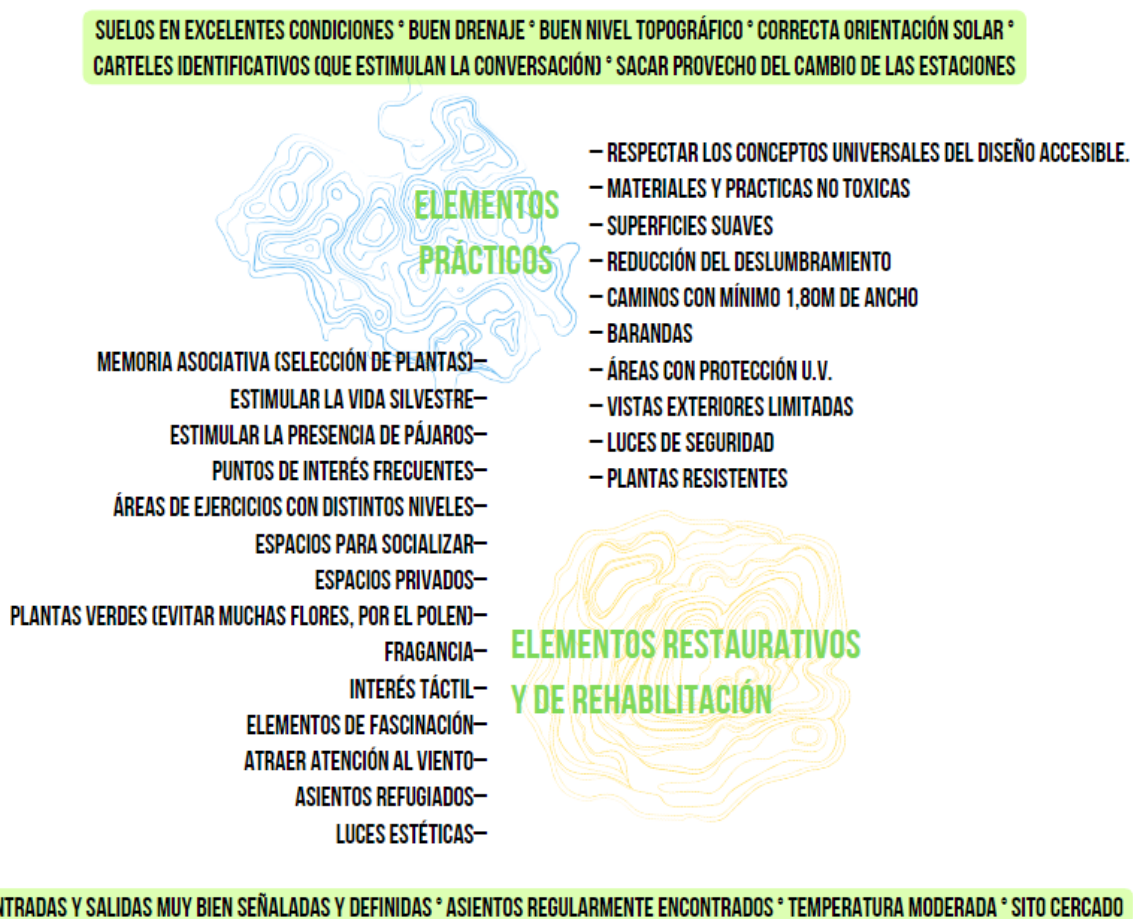 SUELOS EN EXCELENTES CONDICIONES ° BUEN DRENAJE ° BUEN NIVEL TOPOGRÁFICO ° CORRECTA ORIENTACIÓN SOLAR °
CARTELES IDENTIFICATIVOS (QUE ESTIMULAN LA CONVERSACIÓN) ° SACAR PROVECHO DEL CAMBIO DE LAS ESTACIONES
ELEMENTOS
PRÁCTICOS
– RESPECTAR LOS CONCEPTOS UNIVERSALES DEL DISEÑO ACCESIBLE.
– MATERIALES Y PRACTICAS NO TOXICAS
– SUPERFICIES SUAVES
– REDUCCIÓN DEL DESLUMBRAMIENTO
– CAMINOS CON MÍNIMO 1,80M DE ANCHO
– BARANDAS
– ÁREAS CON PROTECCIÓN U.V.
– VISTAS EXTERIORES LIMITADAS
– LUCES DE SEGURIDAD
– PLANTAS RESISTENTES
MEMORIA ASOCIATIVA (SELECCIÓN DE PLANTAS)–
ESTIMULAR LA VIDA SILVESTRE–
ESTIMULAR LA PRESENCIA DE PÁJAROS–
PUNTOS DE INTERÉS FRECUENTES–
ÁREAS DE EJERCICIOS CON DISTINTOS NIVELES–
ESPACIOS PARA SOCIALIZAR–
ESPACIOS PRIVADOS–
PLANTAS VERDES (EVITAR MUCHAS FLORES, POR EL POLEN)–
FRAGANCIA–
INTERÉS TÁCTIL–
ELEMENTOS DE FASCINACIÓN–
ATRAER ATENCIÓN AL VIENTO–
ASIENTOS REFUGIADOS–
LUCES ESTÉTICAS–
ELEMENTOS RESTAURATIVOS
Y DE REHABILITACIÓN
NTRADAS Y SALIDAS MUY BIEN SEÑALADAS Y DEFINIDAS ° ASIENTOS REGULARMENTE ENCONTRADOS ° TEMPERATURA MODERADA ° SITO CERCADO